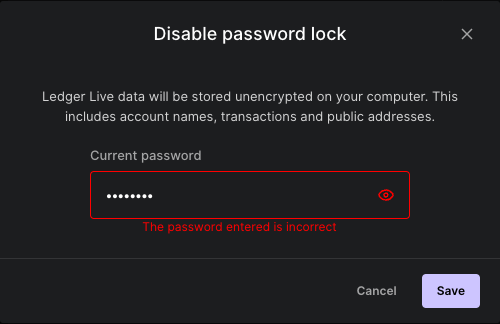 Disable password lock
Ledger Live data will be stored unencrypted on your computer. This
includes account names, transactions and public addresses.
Current password
••••••••
The password entered is incorrect
Cancel
Save